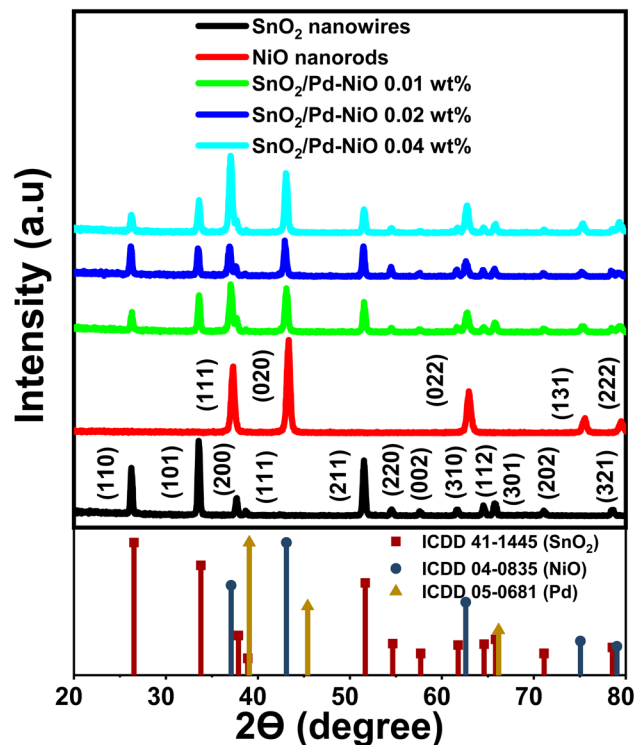 SnO₂ nanowires
NiO nanorods
SnO₂/Pd-NiO 0.01 wt%
SnO₂/Pd-NiO 0.02 wt%
SnO₂/Pd-NiO 0.04 wt%
Intensity (a.u)
(111)
(020)
(022)
(131)
(222)
(110)
(101)
(200)
(111)
(211)
(220)
(002)
(310)
(112)
(301)
(202)
(321)
ICDD 41-1445 (SnO₂)
ICDD 04-0835 (NiO)
ICDD 05-0681 (Pd)
20 30 40 50 60 70 80
2Θ (degree)